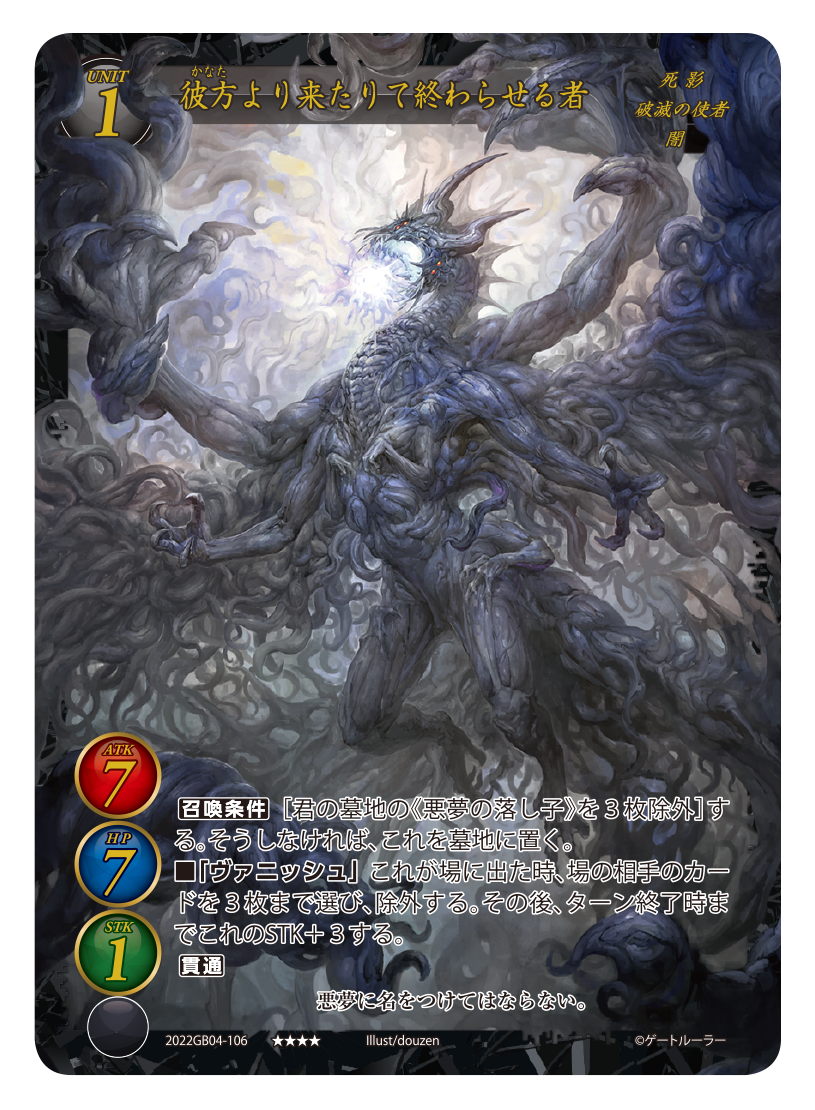 UNIT
1
かなた
彼方より来たりて終わらせる者
死 影
破滅の使者
闇
ATK
7
HP
7
STK
1
召喚条件 [君の墓地の《悪夢の落し子》を3枚除外]す
る。そうしなければ、これを墓地に置く。
■「ヴァニッシュ」 これが場に出た時、場の相手のカー
ドを3枚まで選び、除外する。その後、ターン終了時ま
でこれのSTK＋3する。
貫通
悪夢に名をつけてはならない。
2022GB04-106 ★★★★ Illust/douzen ©ゲートルーラー